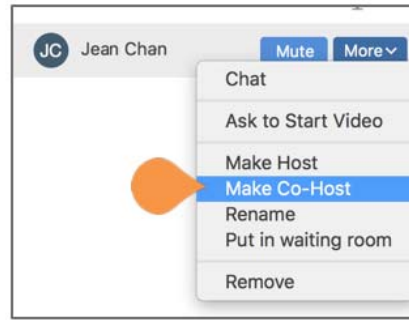 JC Jean Chan Mute More
Chat
Ask to Start Video
Make Host
Make Co-Host
Rename
Put in waiting room
Remove